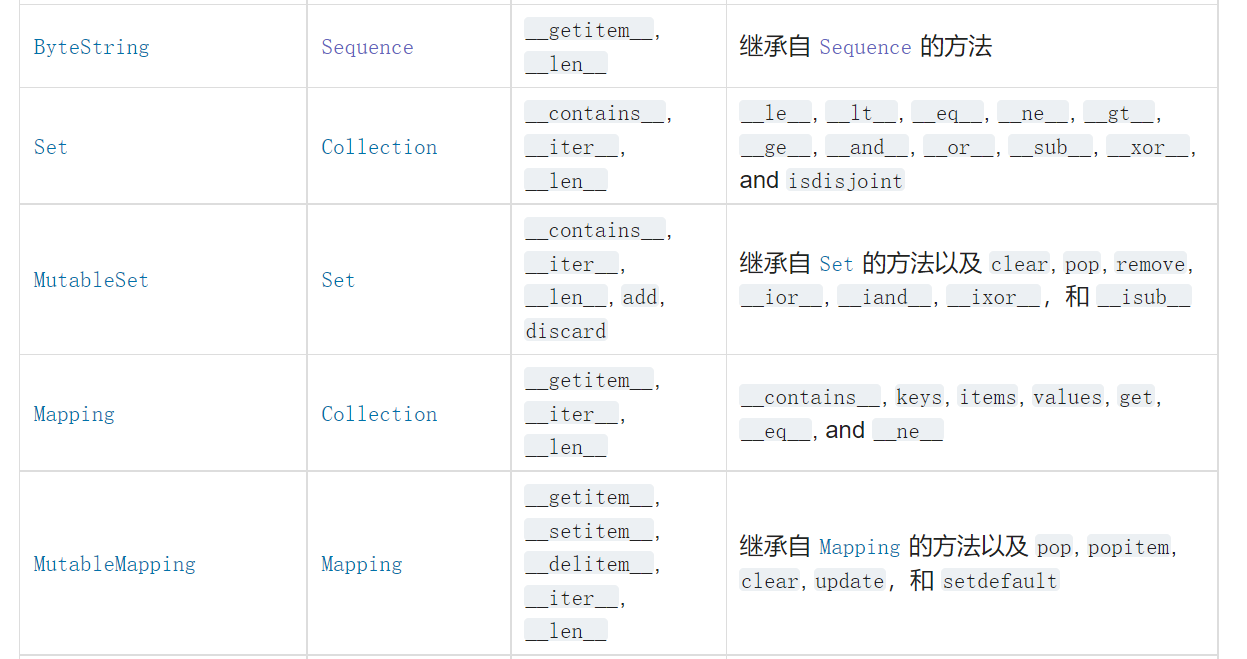 ByteString Sequence __getitem__, __len__ 继承自 Sequence 的方法
Set Collection __contains__, __iter__, __len__ __le__, __lt__, __eq__, __ne__, __gt__, __ge__, __and__, __or__, __sub__, __xor__, and isdisjoint
MutableSet Set __contains__, __iter__, __len__, add, discard 继承自 Set 的方法以及 clear, pop, remove, __ior__, __iand__, __ixor__, 和 __isub__
Mapping Collection __getitem__, __iter__, __len__ __contains__, keys, items, values, get, __eq__, and __ne__
MutableMapping Mapping __getitem__, __setitem__, __delitem__, __iter__, __len__ 继承自 Mapping 的方法以及 pop, popitem, clear, update, 和 setdefault